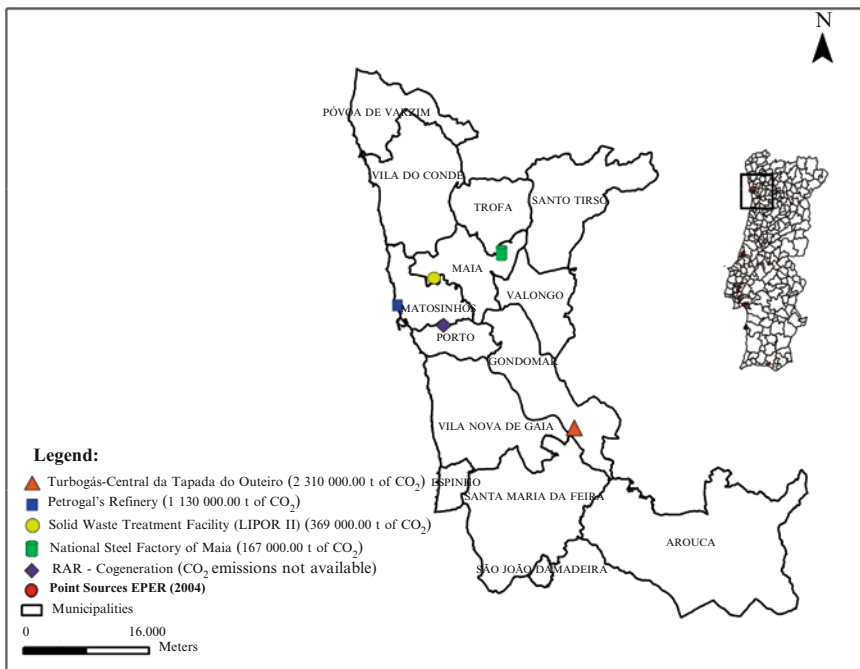 N
PÓVOA DE VARZIM
VILA DO CONDE
TROFA
SANTO TIRSO
MAIA
VALONGO
MATOSINHOS
PORTO
GONDOMAR
VILA NOVA DE GAIA
ESPINHO
SANTA MARIA DA FEIRA
AROUCA
SÃO JOÃO DAMADEIRA
Legend:
Turbogás-Central da Tapada do Outeiro (2 310 000.00 t of CO2)
Petrogal's Refinery (1 130 000.00 t of CO2)
Solid Waste Treatment Facility (LIPOR II) (369 000.00 t of CO2)
National Steel Factory of Maia (167 000.00 t of CO2)
RAR - Cogeneration (CO2 emissions not available)
Point Sources EPER (2004)
Municipalities
0 16.000
Meters